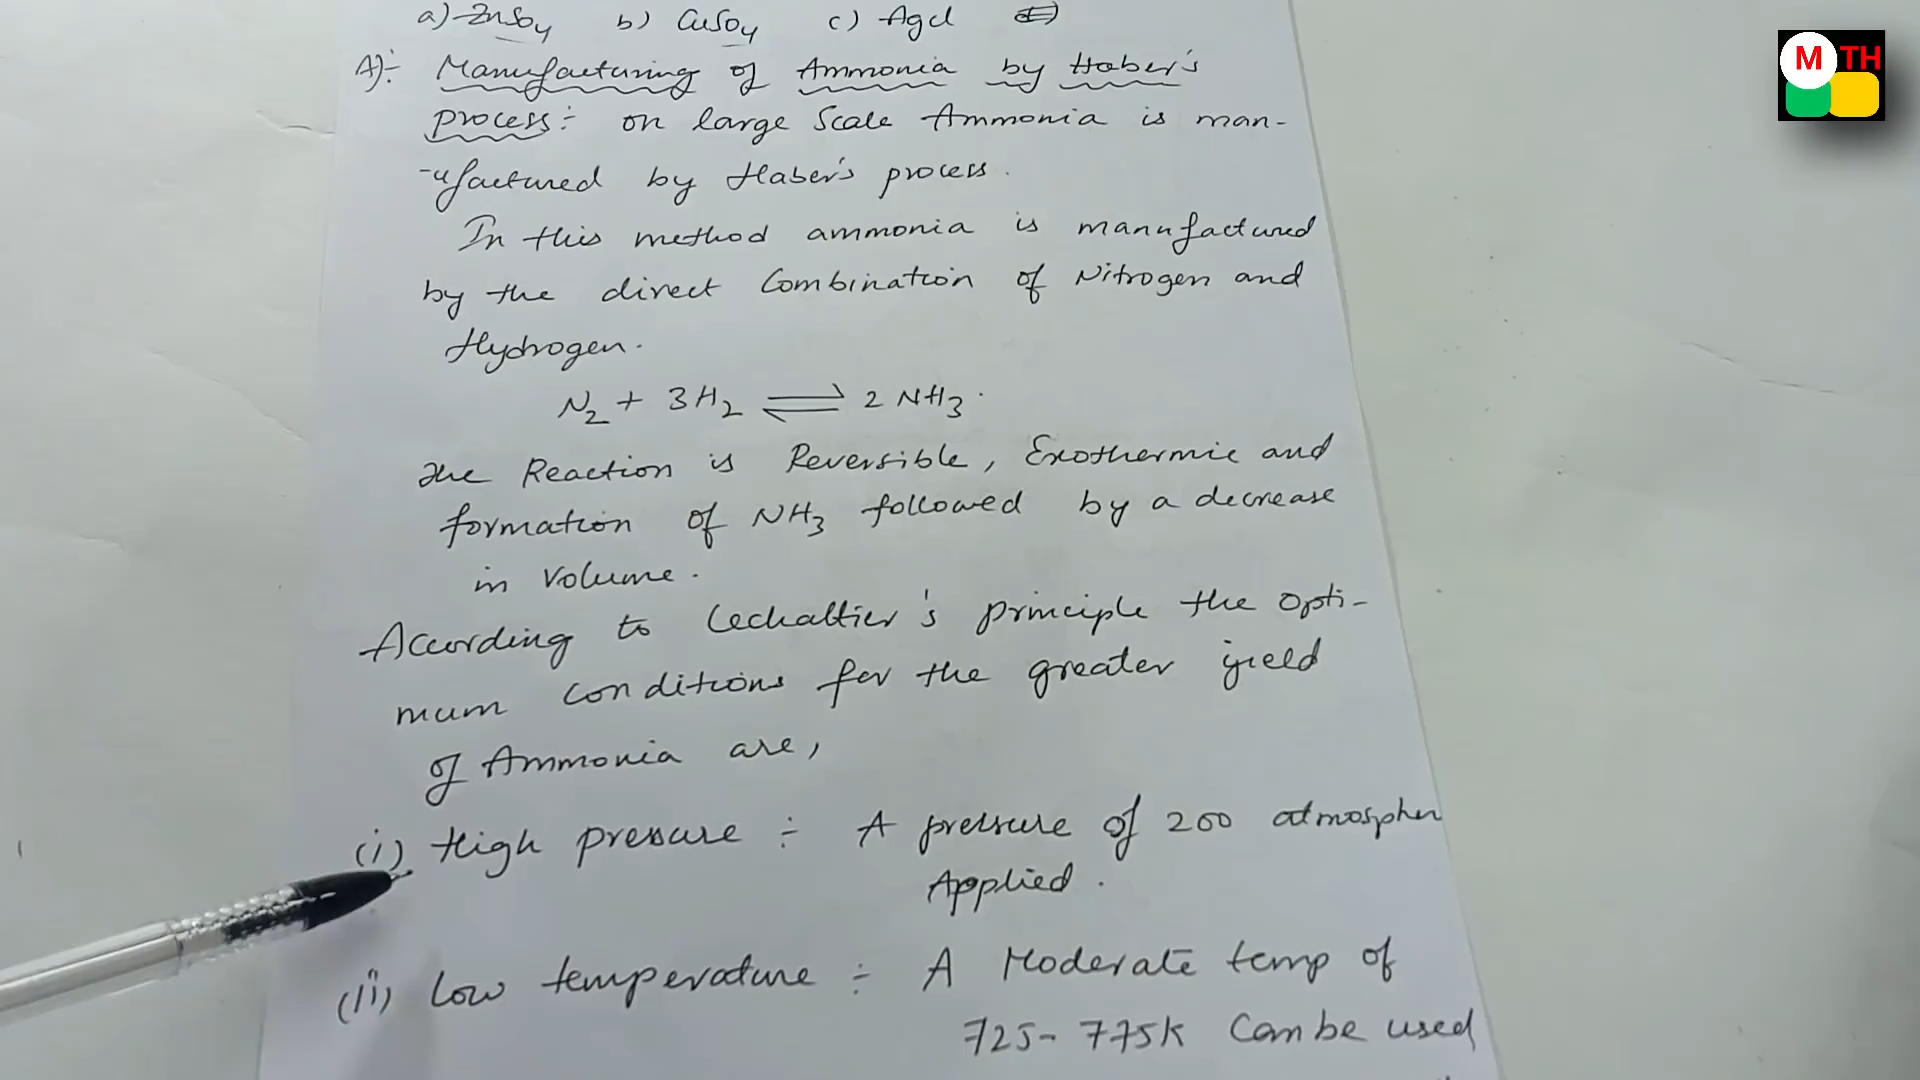 a) ZnSO4 b) CuSO4 c) Agcl
A):- Manufacturing of Ammonia by Haber's
process:- on large Scale Ammonia is man-
-ufactured by Haber's process.
In this method ammonia is manufactured
by the direct Combination of Nitrogen and
Hydrogen.
N2 + 3H2 ⇌ 2 NH3.
The Reaction is Reversible, Exothermic and
formation of NH3 followed by a decrease
in Volume.
According to Lechaltier's principle the opti-
mum conditions for the greater yield
of Ammonia are,
(i) High pressure :- A pressure of 200 atmospher
Applied.
(ii) Low temperature :- A Moderate temp of
725-775K Can be used
M TH